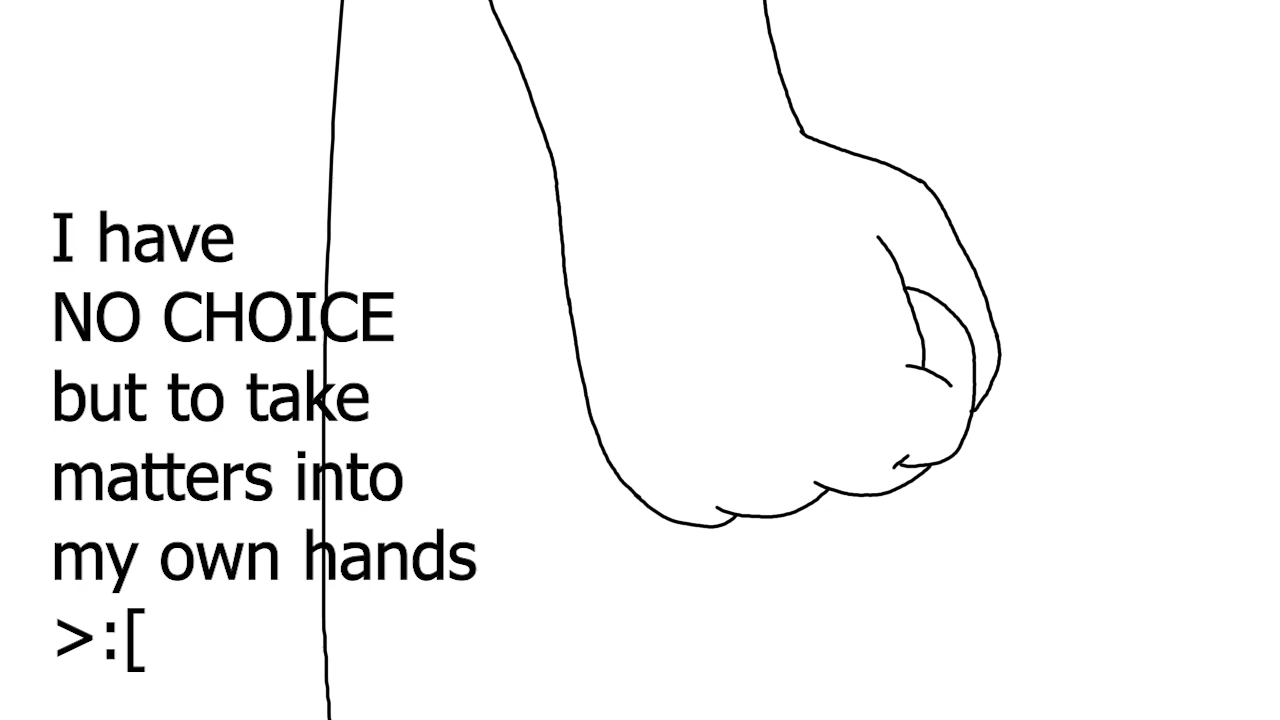 I have
NO CHOICE
but to take
matters into
my own hands
>:[